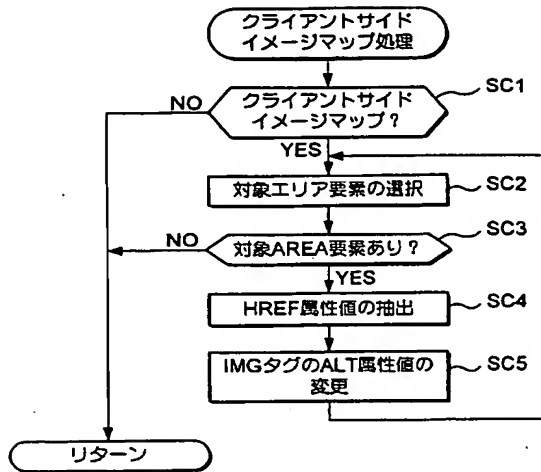 クライアントサイド
イメージマップ処理
SC1
NO
クライアントサイド
イメージマップ?
YES
対象エリア要素の選択
SC2
SC3
NO
対象AREA要素あり?
YES
HREF属性値の抽出
SC4
IMGタグのALT属性値の
変更
SC5
リターン